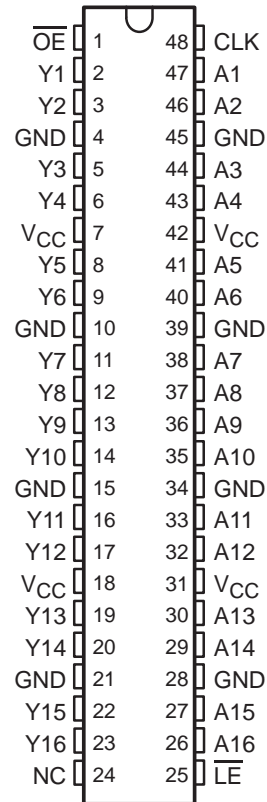 O̅E̅ 1 48 CLK
Y1 2 47 A1
Y2 3 46 A2
GND 4 45 GND
Y3 5 44 A3
Y4 6 43 A4
VCC 7 42 VCC
Y5 8 41 A5
Y6 9 40 A6
GND 10 39 GND
Y7 11 38 A7
Y8 12 37 A8
Y9 13 36 A9
Y10 14 35 A10
GND 15 34 GND
Y11 16 33 A11
Y12 17 32 A12
VCC 18 31 VCC
Y13 19 30 A13
Y14 20 29 A14
GND 21 28 GND
Y15 22 27 A15
Y16 23 26 A16
NC 24 25 L̅E̅